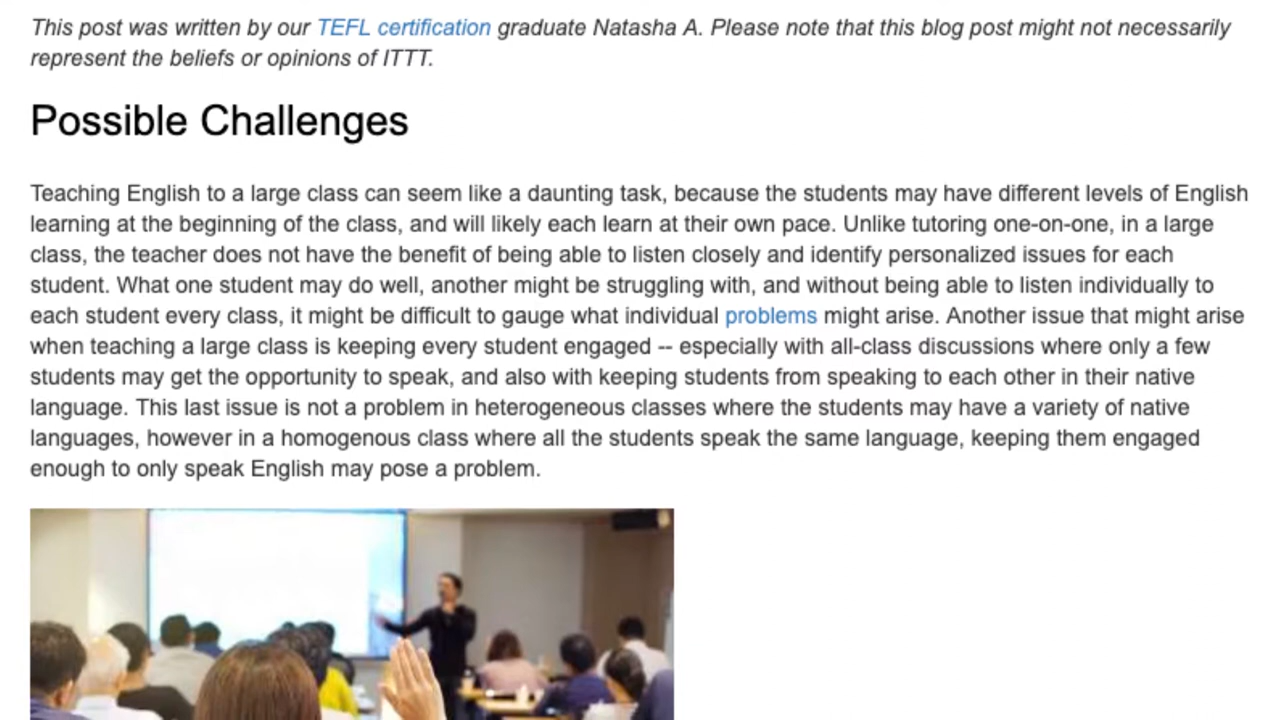 This post was written by our TEFL certification graduate Natasha A. Please note that this blog post might not necessarily
represent the beliefs or opinions of ITTT.
Possible Challenges
Teaching English to a large class can seem like a daunting task, because the students may have different levels of English
learning at the beginning of the class, and will likely each learn at their own pace. Unlike tutoring one-on-one, in a large
class, the teacher does not have the benefit of being able to listen closely and identify personalized issues for each
student. What one student may do well, another might be struggling with, and without being able to listen individually to
each student every class, it might be difficult to gauge what individual problems might arise. Another issue that might arise
when teaching a large class is keeping every student engaged -- especially with all-class discussions where only a few
students may get the opportunity to speak, and also with keeping students from speaking to each other in their native
language. This last issue is not a problem in heterogeneous classes where the students may have a variety of native
languages, however in a homogenous class where all the students speak the same language, keeping them engaged
enough to only speak English may pose a problem.